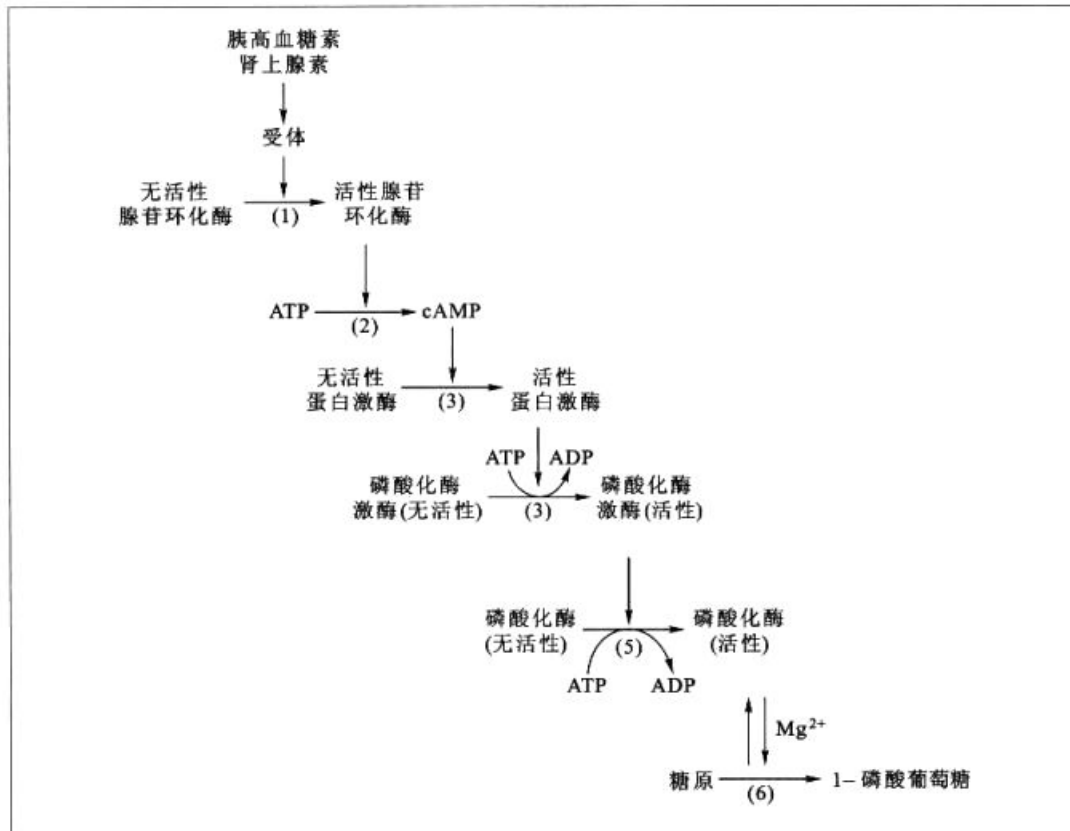 胰高血糖素
肾上腺素
受体
无活性
腺苷环化酶
(1)
活性腺苷
环化酶
ATP
(2)
cAMP
无活性
蛋白激酶
(3)
活性
蛋白激酶
ATP
ADP
磷酸化酶
激酶(无活性)
(3)
磷酸化酶
激酶(活性)
磷酸化酶
(无活性)
(5)
磷酸化酶
(活性)
ATP
ADP
Mg²⁺
糖原
(6)
1-磷酸葡萄糖